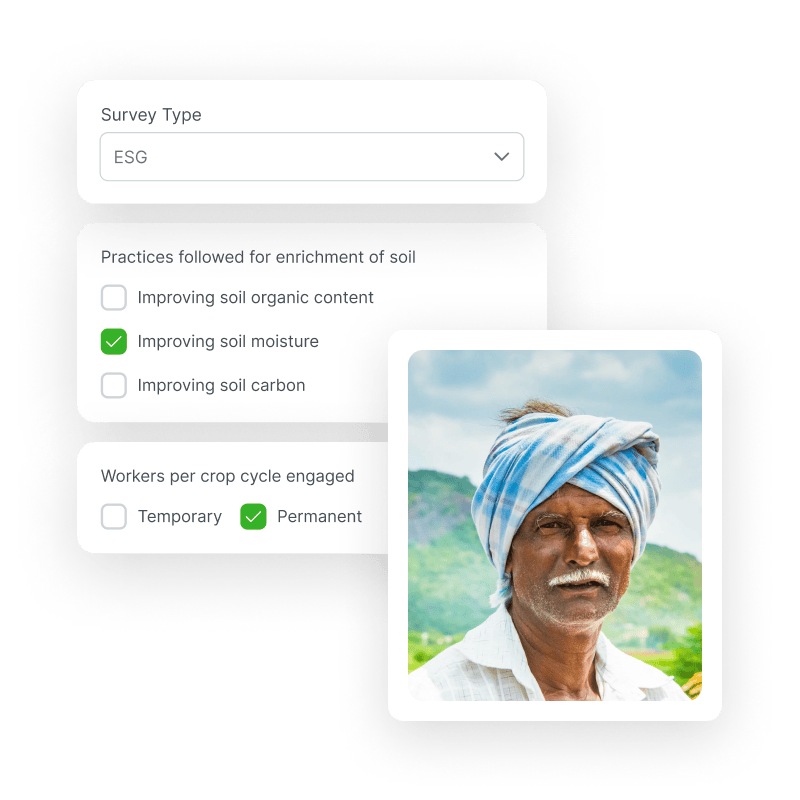 Survey Type
ESG
Practices followed for enrichment of soil
Improving soil organic content
Improving soil moisture
Improving soil carbon
Workers per crop cycle engaged
Temporary Permanent